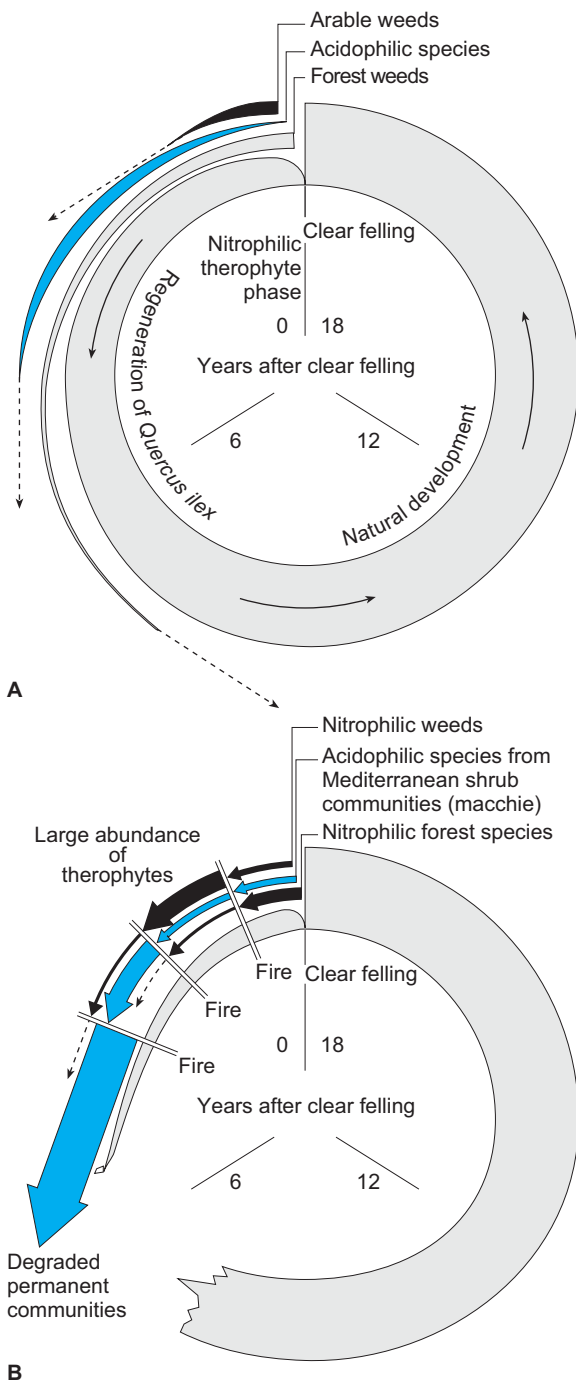 Arable weeds
Acidophilic species
Forest weeds
Clear felling
Nitrophilic
therophyte
phase
0
18
Years after clear felling
6
12
Regeneration of Quercus ilex
Natural development
A
Nitrophilic weeds
Acidophilic species from
Mediterranean shrub
communities (macchie)
Nitrophilic forest species
Large abundance
of
therophytes
Fire
Clear felling
Fire
Fire
0
18
Years after clear felling
6
12
Degraded
permanent
communities
B